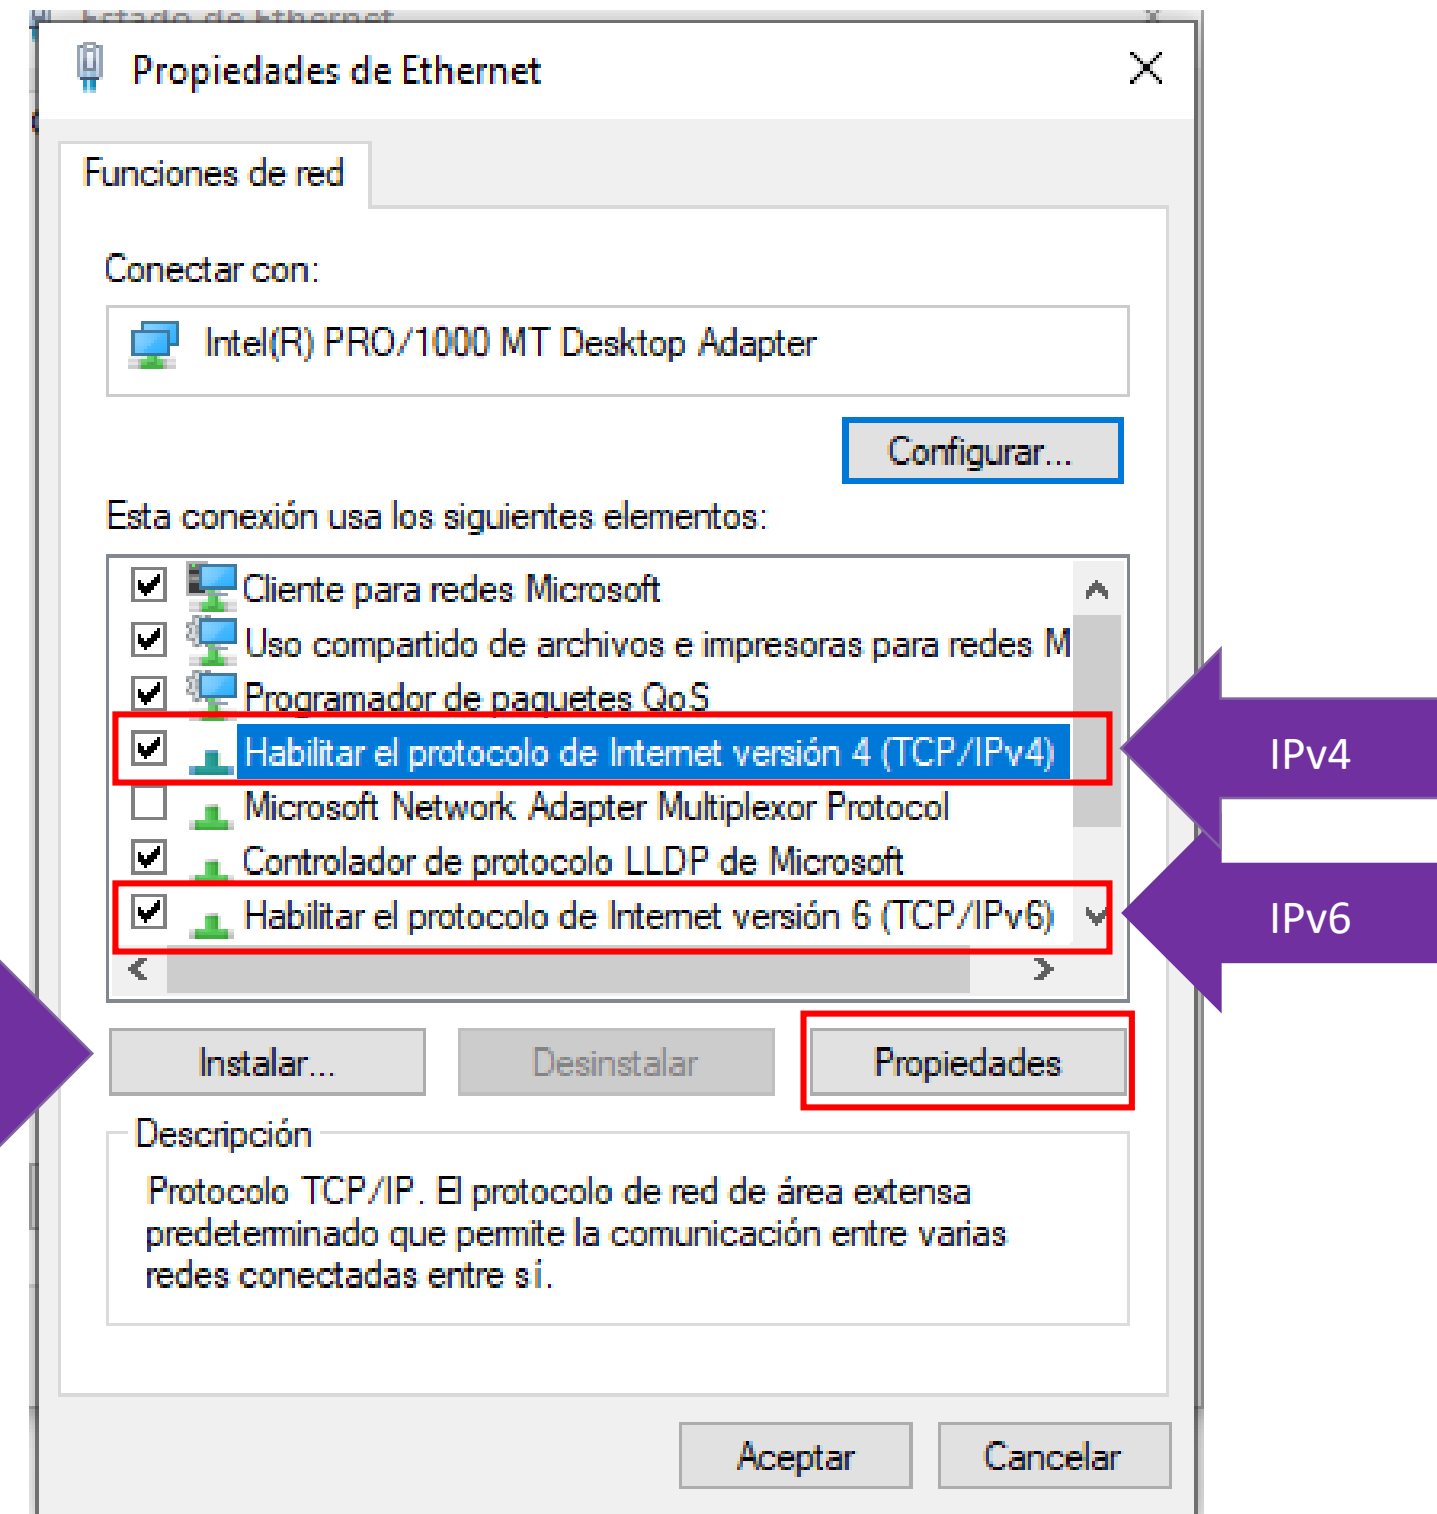 Estado de Ethernet
Propiedades de Ethernet
Funciones de red
Conectar con:
Intel(R) PRO/1000 MT Desktop Adapter
Configurar...
Esta conexión usa los siguientes elementos:
Cliente para redes Microsoft
Uso compartido de archivos e impresoras para redes M
Programador de paquetes QoS
Habilitar el protocolo de Internet versión 4 (TCP/IPv4)
IPv4
Microsoft Network Adapter Multiplexor Protocol
Controlador de protocolo LLDP de Microsoft
Habilitar el protocolo de Internet versión 6 (TCP/IPv6)
IPv6
Instalar...
Desinstalar
Propiedades
Descripción
Protocolo TCP/IP. El protocolo de red de área extensa
predeterminado que permite la comunicación entre varias
redes conectadas entre sí.
Aceptar
Cancelar